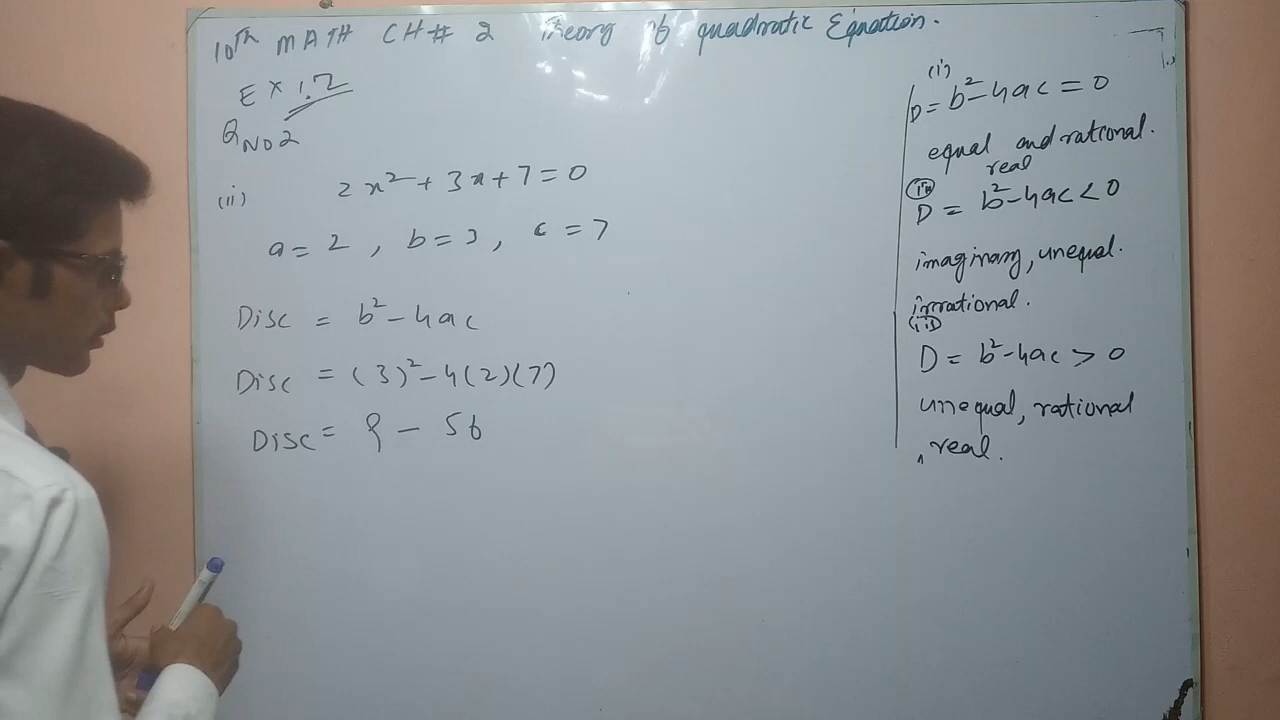 10th MATH CH# 2 Theory of quadratic Equation.
Ex 1.2
QNO2
(ii) 2x² + 3x + 7 = 0
a = 2 , b = 3 , c = 7
Disc = b² - 4ac
Disc = (3)² - 4(2)(7)
Disc = 9 - 56
(i)
D = b² - 4ac = 0
equal and rational.
real
(ii)
D = b² - 4ac < 0
imaginary, unequal.
irrational.
(iii)
D = b² - 4ac > 0
unequal, rational
, real.